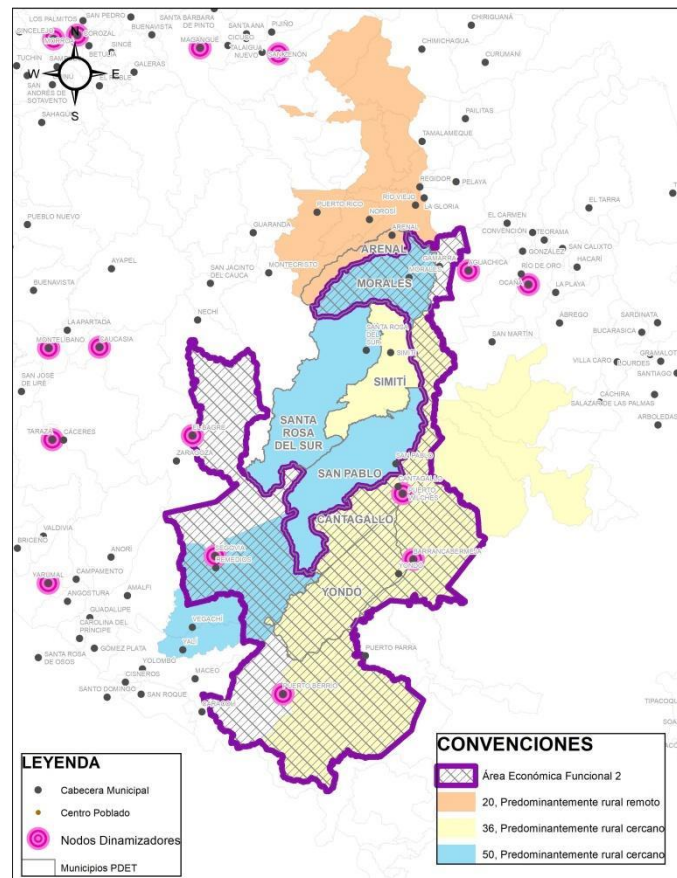 LOS PALMITOS
SAN PEDRO
SANTA BÁRBARA
DE PINTO
SANTA ANA
PIJIÑO
CHIRIGUANÁ
SINCELEJO
N
COROZAL
BUENAVISTA
CICUCO
MAGANGUÉ
TALAIGUA
NUEVO
CHIMICHAGUA
BETULIA
SINCÉ
CURUMANÍ
TUCHÍN
W
E
GALERAS
SAN
ANDRÉS DE
SOTAVENTO
S
SAHAGÚN
PAILITAS
TAMALAMEQUE
REGIDOR
PELAYA
PUERTO RICO
RÍO VIEJO
LA GLORIA
NOROSÍ
EL TARRA
PUEBLO NUEVO
GUARANDA
ARENAL
EL CARMEN
CONVENCIÓN
TEORAMA
ARENAL
GONZÁLEZ
SAN CALIXTO
AYAPEL
MONTECRISTO
GAMARRA
AGUACHICA
RÍO DE ORO
HACARÍ
SAN JACINTO
DEL CAUCA
MORALES
MORALES
OCAÑA
LA PLAYA
BUENAVISTA
NECHÍ
ÁBREGO
SARDINATA
LA APARTADA
SANTA ROSA
DEL
SUR
BUCARASICA
MONTELÍBANO
CAUCASIA
SAN MARTÍN
SIMITÍ
VILLA CARO
LOURDES
GRAMALOTE
SANTIAGO
SAN JOSÉ
DE URÉ
SIMITÍ
CÁCHIRA
SALAZAR DE LAS PALMAS
ARBOLEDAS
SANTA
ROSA
DEL SUR
TARAZÁ
CÁCERES
EL BAGRE
ZARAGOZA
SAN PABLO
SAN PABLO
CANTAGALLO
PUERTO
WILCHES
CANTAGALLO
VALDIVIA
BRICEÑO
ANORÍ
SEGOVIA
REMEDIOS
BARRANCABERMEJA
YARUMAL
CAMPAMENTO
AMALFI
YONDÓ
YONDÓ
ANGOSTURA
GUADALUPE
VEGACHÍ
CAROLINA DEL
PRÍNCIPE
YALÍ
SANTA ROSA
DE OSOS
GÓMEZ PLATA
PUERTO PARRA
YOLOMBÓ
MACEO
CISNEROS
TIPACOQUE
SANTO DOMINGO
SAN ROQUE
PUERTO BERRÍO
CARACOLÍ
LEYENDA
Cabecera Municipal
Centro Poblado
Nodos Dinamizadores
Municipios PDET
CONVENCIONES
Área Económica Funcional 2
20, Predominantemente rural remoto
36, Predominantemente rural cercano
50, Predominantemente rural cercano